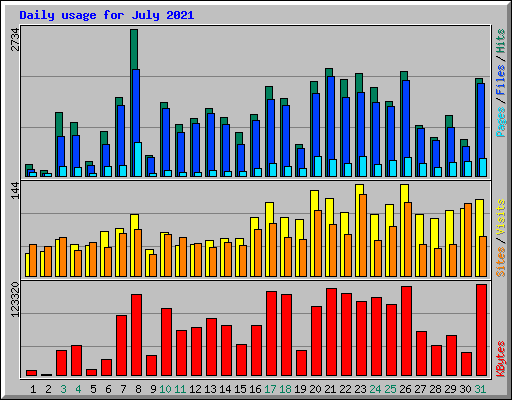 Daily usage for July 2021
2734
144
123320
Pages / Files / Hits
Sites / Visits
KBytes
1 2 3 4 5 6 7 8 9 10 11 12 13 14 15 16 17 18 19 20 21 22 23 24 25 26 27 28 29 30 31